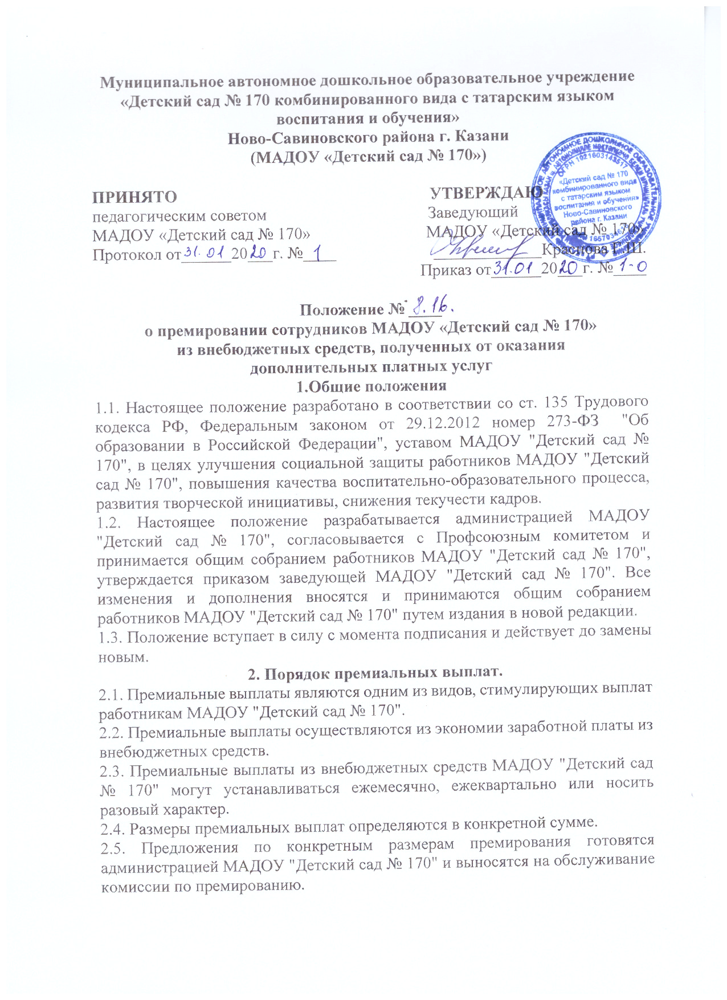 Муниципальное автономное дошкольное образовательное учреждение
«Детский сад № 170 комбинированного вида с татарским языком
воспитания и обучения»
Ново-Савиновского района г. Казани
(МАДОУ «Детский сад № 170»)
ПРИНЯТО
педагогическим советом
МАДОУ «Детский сад № 170»
Протокол от 31. 01 2020 г. № 1
УТВЕРЖДАЮ
Заведующий
МАДОУ «Детский сад № 170»
Краснова Г.Ш.
Приказ от 31.01 2020 г. № 1-О
«Детский сад № 170
комбинированного вида
с татарским языком
воспитания и обучения»
Ново-Савиновского
района г. Казани
ОГРН 1021603143517
Положение № 8.16.
о премировании сотрудников МАДОУ «Детский сад № 170»
из внебюджетных средств, полученных от оказания
дополнительных платных услуг
1.Общие положения
1.1. Настоящее положение разработано в соответствии со ст. 135 Трудового
кодекса РФ, Федеральным законом от 29.12.2012 номер 273-ФЗ "Об
образовании в Российской Федерации", уставом МАДОУ "Детский сад №
170", в целях улучшения социальной защиты работников МАДОУ "Детский
сад № 170", повышения качества воспитательно-образовательного процесса,
развития творческой инициативы, снижения текучести кадров.
1.2. Настоящее положение разрабатывается администрацией МАДОУ
"Детский сад № 170", согласовывается с Профсоюзным комитетом и
принимается общим собранием работников МАДОУ "Детский сад № 170",
утверждается приказом заведующей МАДОУ "Детский сад № 170". Все
изменения и дополнения вносятся и принимаются общим собранием
работников МАДОУ "Детский сад № 170" путем издания в новой редакции.
1.3. Положение вступает в силу с момента подписания и действует до замены
новым.
2. Порядок премиальных выплат.
2.1. Премиальные выплаты являются одним из видов, стимулирующих выплат
работникам МАДОУ "Детский сад № 170".
2.2. Премиальные выплаты осуществляются из экономии заработной платы из
внебюджетных средств.
2.3. Премиальные выплаты из внебюджетных средств МАДОУ "Детский сад
№ 170" могут устанавливаться ежемесячно, ежеквартально или носить
разовый характер.
2.4. Размеры премиальных выплат определяются в конкретной сумме.
2.5. Предложения по конкретным размерам премирования готовятся
администрацией МАДОУ "Детский сад № 170" и выносятся на обслуживание
комиссии по премированию.